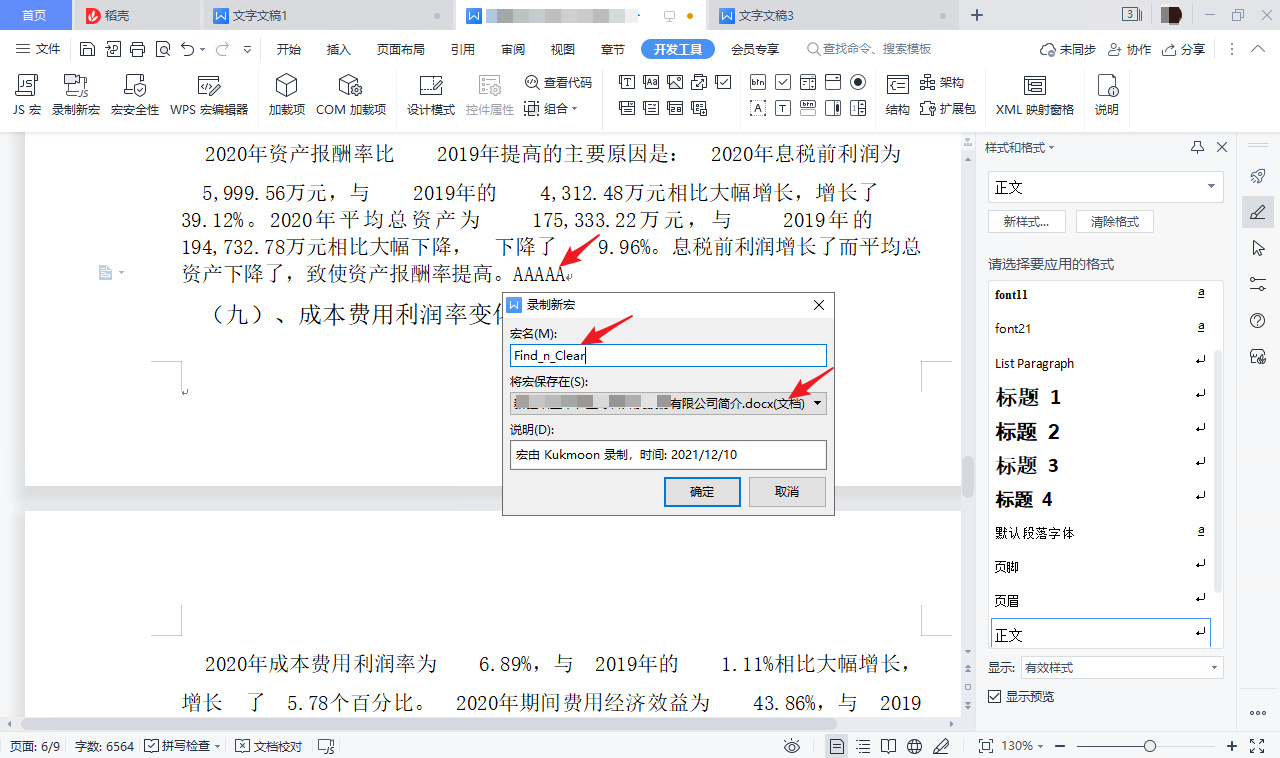 首页 稻壳 文字文稿1 文字文稿3 3
文件 开始 插入 页面布局 引用 审阅 视图 章节 开发工具 会员专享 查找命令、搜索模板 未同步 协作 分享
JS 宏 录制新宏 宏安全性 WPS 宏编辑器 加载项 COM 加载项 设计模式 控件属性 查看代码 组合 结构 架构 扩展包 XML 映射窗格 说明
2020年资产报酬率比 2019年提高的主要原因是： 2020年息税前利润为
5,999.56万元，与 2019年的 4,312.48万元相比大幅增长，增长了
39.12%。2020年平均总资产为 175,333.22万元，与 2019年的
194,732.78万元相比大幅下降， 下降了 9.96%。息税前利润增长了而平均总
资产下降了，致使资产报酬率提高。AAAAA
（九）、成本费用利润率变化
录制新宏
宏名(M):
Find_n_Clear
将宏保存在(S):
有限公司简介.docx(文档)
说明(D):
宏由 Kukmoon 录制，时间: 2021/12/10
确定 取消
2020年成本费用利润率为 6.89%，与 2019年的 1.11%相比大幅增长，
增长 了 5.78个百分比。 2020年期间费用经济效益为 43.86%，与 2019
样式和格式
正文
新样式... 清除格式
请选择要应用的格式
font11 a
font21 a
List Paragraph
标题 1
标题 2
标题 3
标题 4
默认段落字体 a
页脚
页眉
正文
显示: 有效样式
显示预览
页面: 6/9 字数: 6564 拼写检查 文档校对 130%